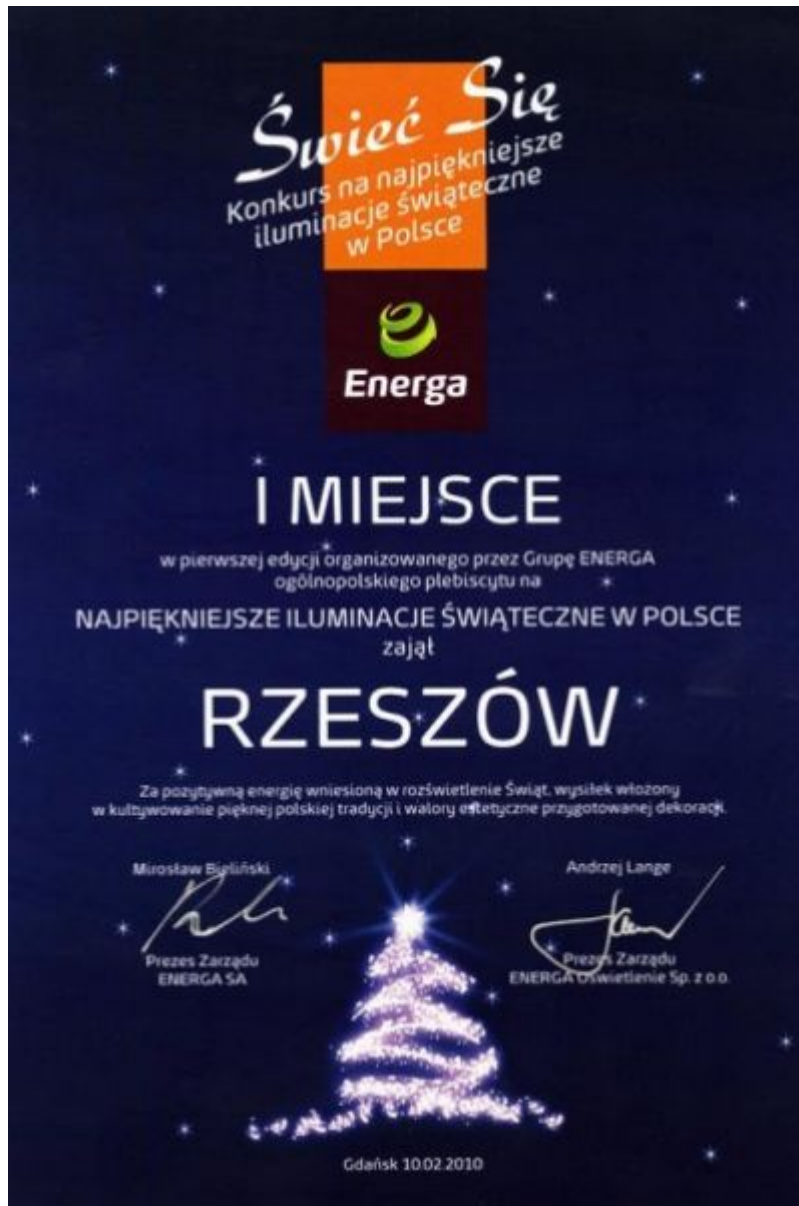 Świeć Się
Konkurs na najpiękniejsze
iluminacje świąteczne
w Polsce
Energa
I MIEJSCE
w pierwszej edycji organizowanego przez Grupę ENERGA
ogólnopolskiego plebiscytu na
NAJPIĘKNIEJSZE ILUMINACJE ŚWIĄTECZNE W POLSCE
zajął
RZESZÓW
Za pozytywną energię wniesioną w rozświetlenie Świąt, wysiłek włożony
w kultywowanie pięknej polskiej tradycji i walory estetyczne przygotowanej dekoracji.
Mirosław Bieliński
Prezes Zarządu
ENERGA SA
Andrzej Lange
Prezes Zarządu
ENERGA Oświetlenie Sp. z o.o.
Gdańsk 10.02.2010